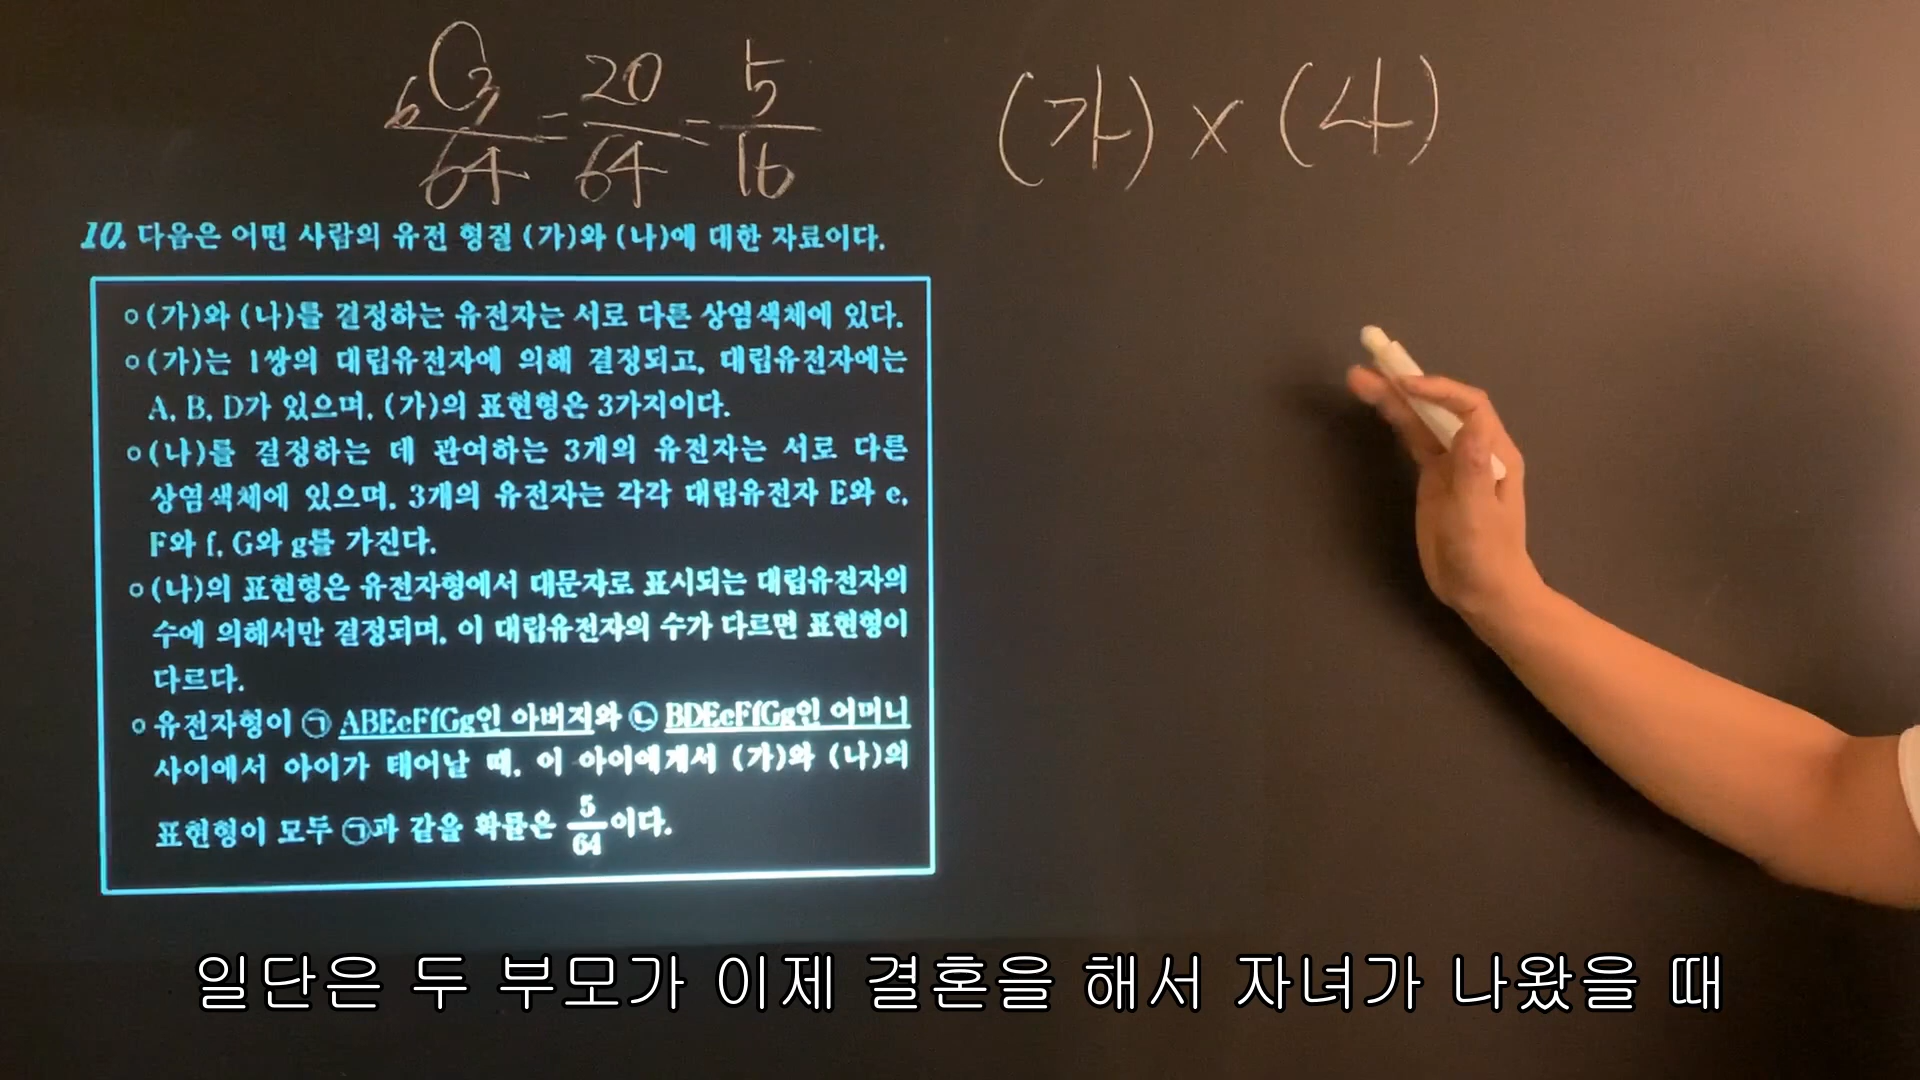 ₆C₃/64 = 20/64 = 5/16
(가) x (나)
10. 다음은 어떤 사람의 유전 형질 (가)와 (나)에 대한 자료이다.
○ (가)와 (나)를 결정하는 유전자는 서로 다른 상염색체에 있다.
○ (가)는 1쌍의 대립유전자에 의해 결정되고, 대립유전자에는
A, B, D가 있으며, (가)의 표현형은 3가지이다.
○ (나)를 결정하는 데 관여하는 3개의 유전자는 서로 다른
상염색체에 있으며, 3개의 유전자는 각각 대립유전자 E와 e,
F와 f, G와 g를 가진다.
○ (나)의 표현형은 유전자형에서 대문자로 표시되는 대립유전자의
수에 의해서만 결정되며, 이 대립유전자의 수가 다르면 표현형이
다르다.
○ 유전자형이 ㉠ ABEeFfGg인 아버지와 ㉡ BDEeFfGg인 어머니
사이에서 아이가 태어날 때, 이 아이에게서 (가)와 (나)의
표현형이 모두 ㉠과 같을 확률은 5/64이다.
일단은 두 부모가 이제 결혼을 해서 자녀가 나왔을 때